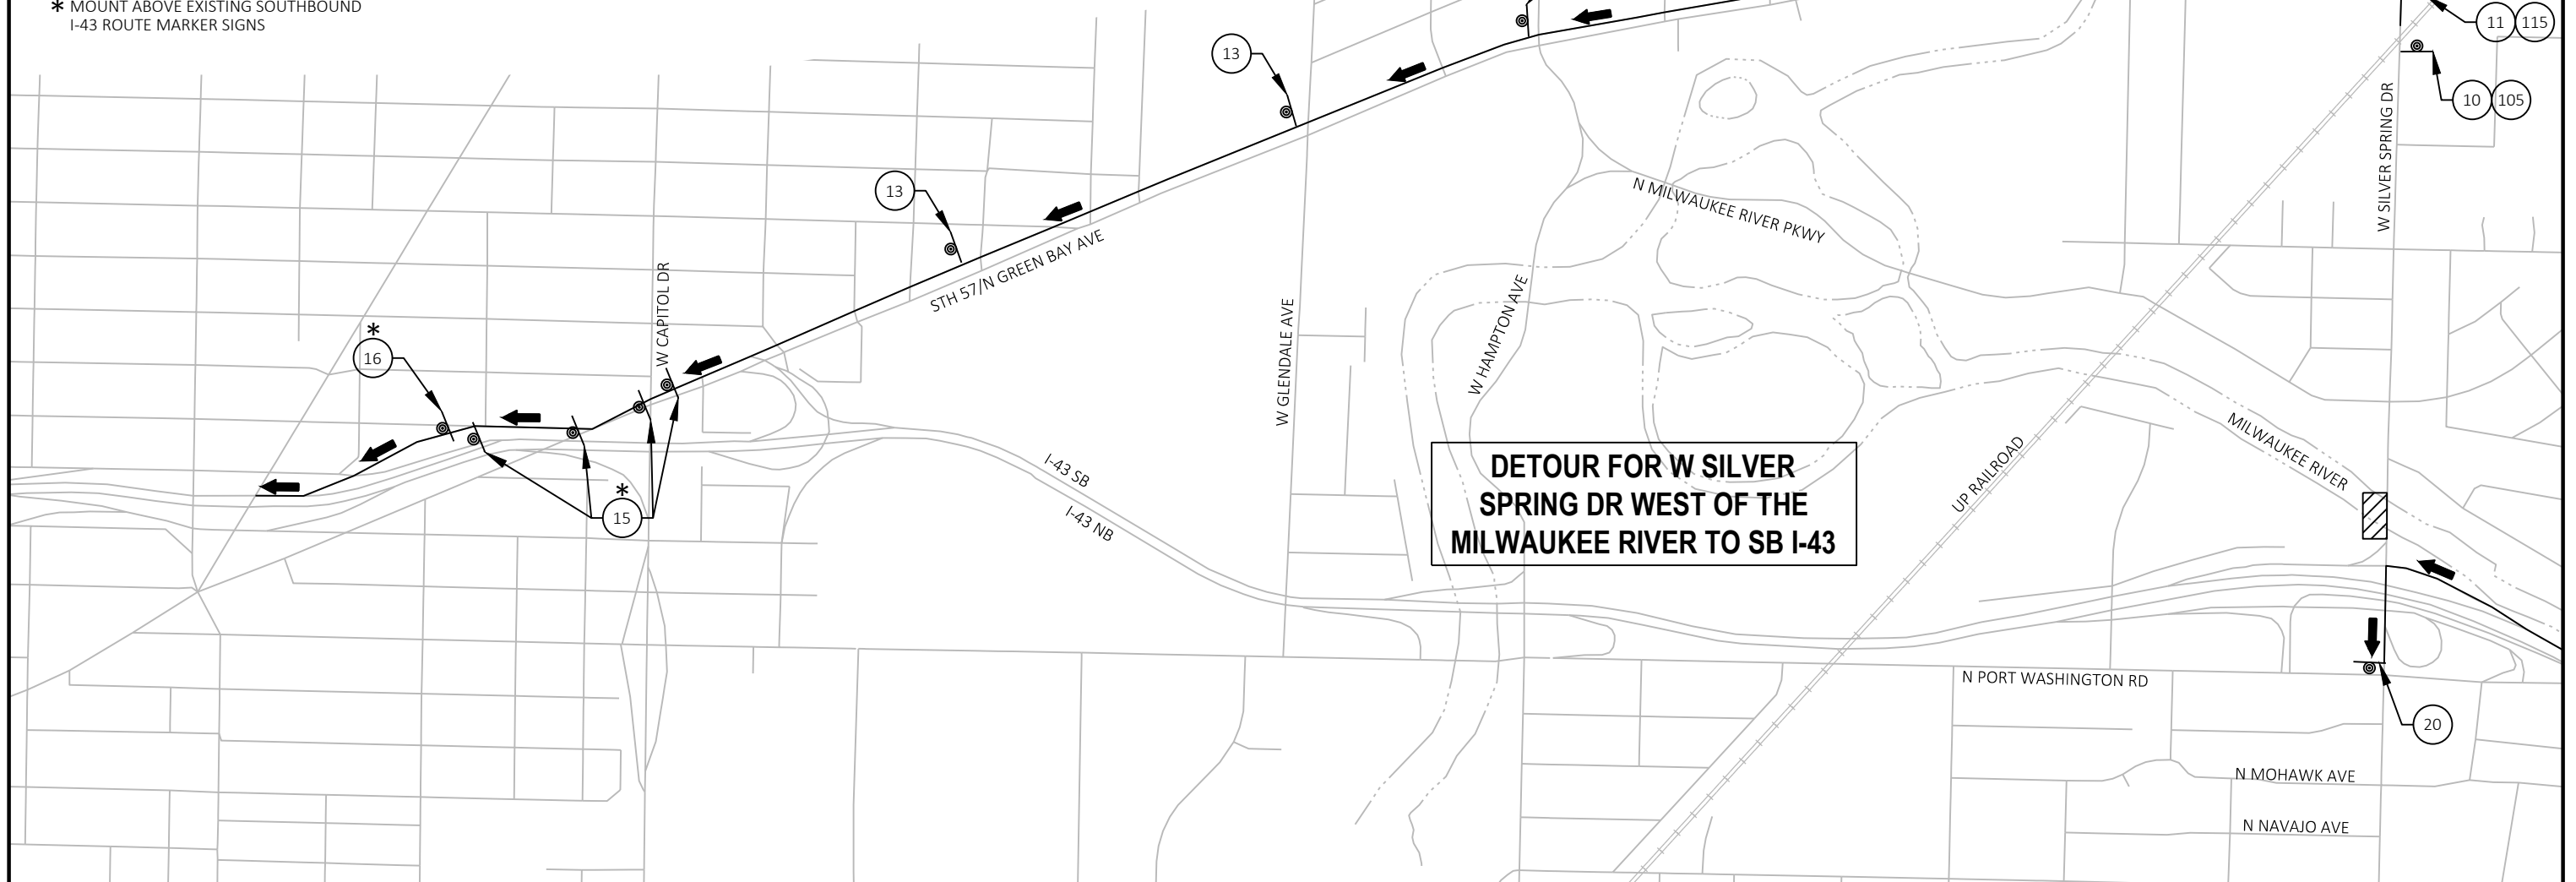 * MOUNT ABOVE EXISTING SOUTHBOUND
I-43 ROUTE MARKER SIGNS
11 115
13
10 105
W SILVER SPRING DR
13
N MILWAUKEE RIVER PKWY
STH 57/N GREEN BAY AVE
W CAPITOL DR
W GLENDALE AVE
W HAMPTON AVE
*
16
I-43 SB
I-43 NB
DETOUR FOR W SILVER
SPRING DR WEST OF THE
MILWAUKEE RIVER TO SB I-43
UP RAILROAD
MILWAUKEE RIVER
*
15
N PORT WASHINGTON RD
20
N MOHAWK AVE
N NAVAJO AVE